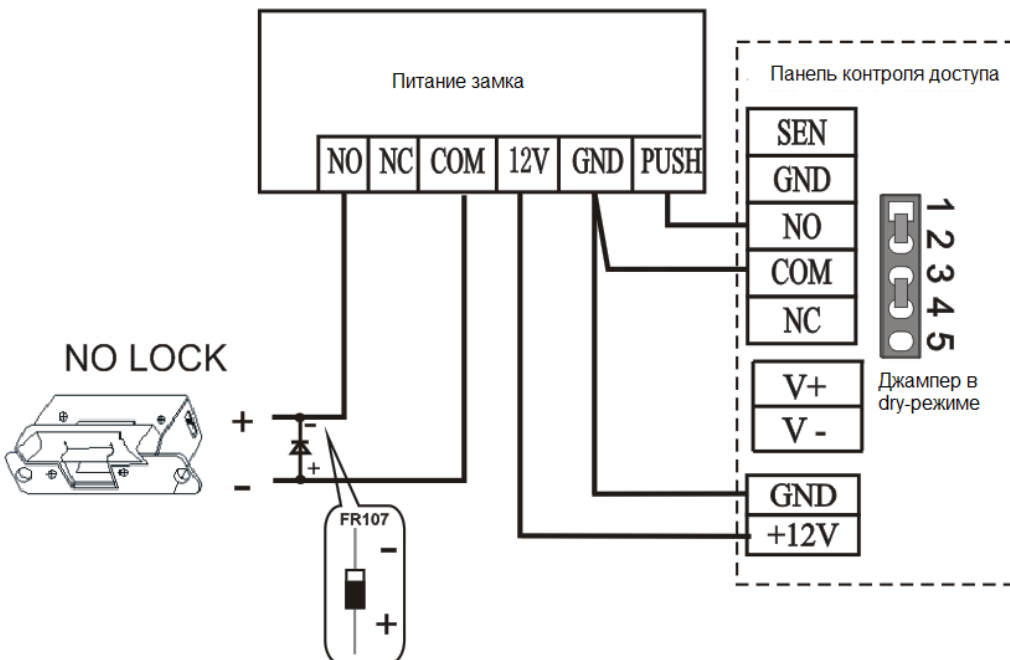 Питание замка
NO NC COM 12V GND PUSH
Панель контроля доступа
SEN
GND
NO
COM
NC
1
2
3
4
5
V+
V -
Джампер в
dry-режиме
GND
+12V
NO LOCK
+
-
-
+
FR107
-
+